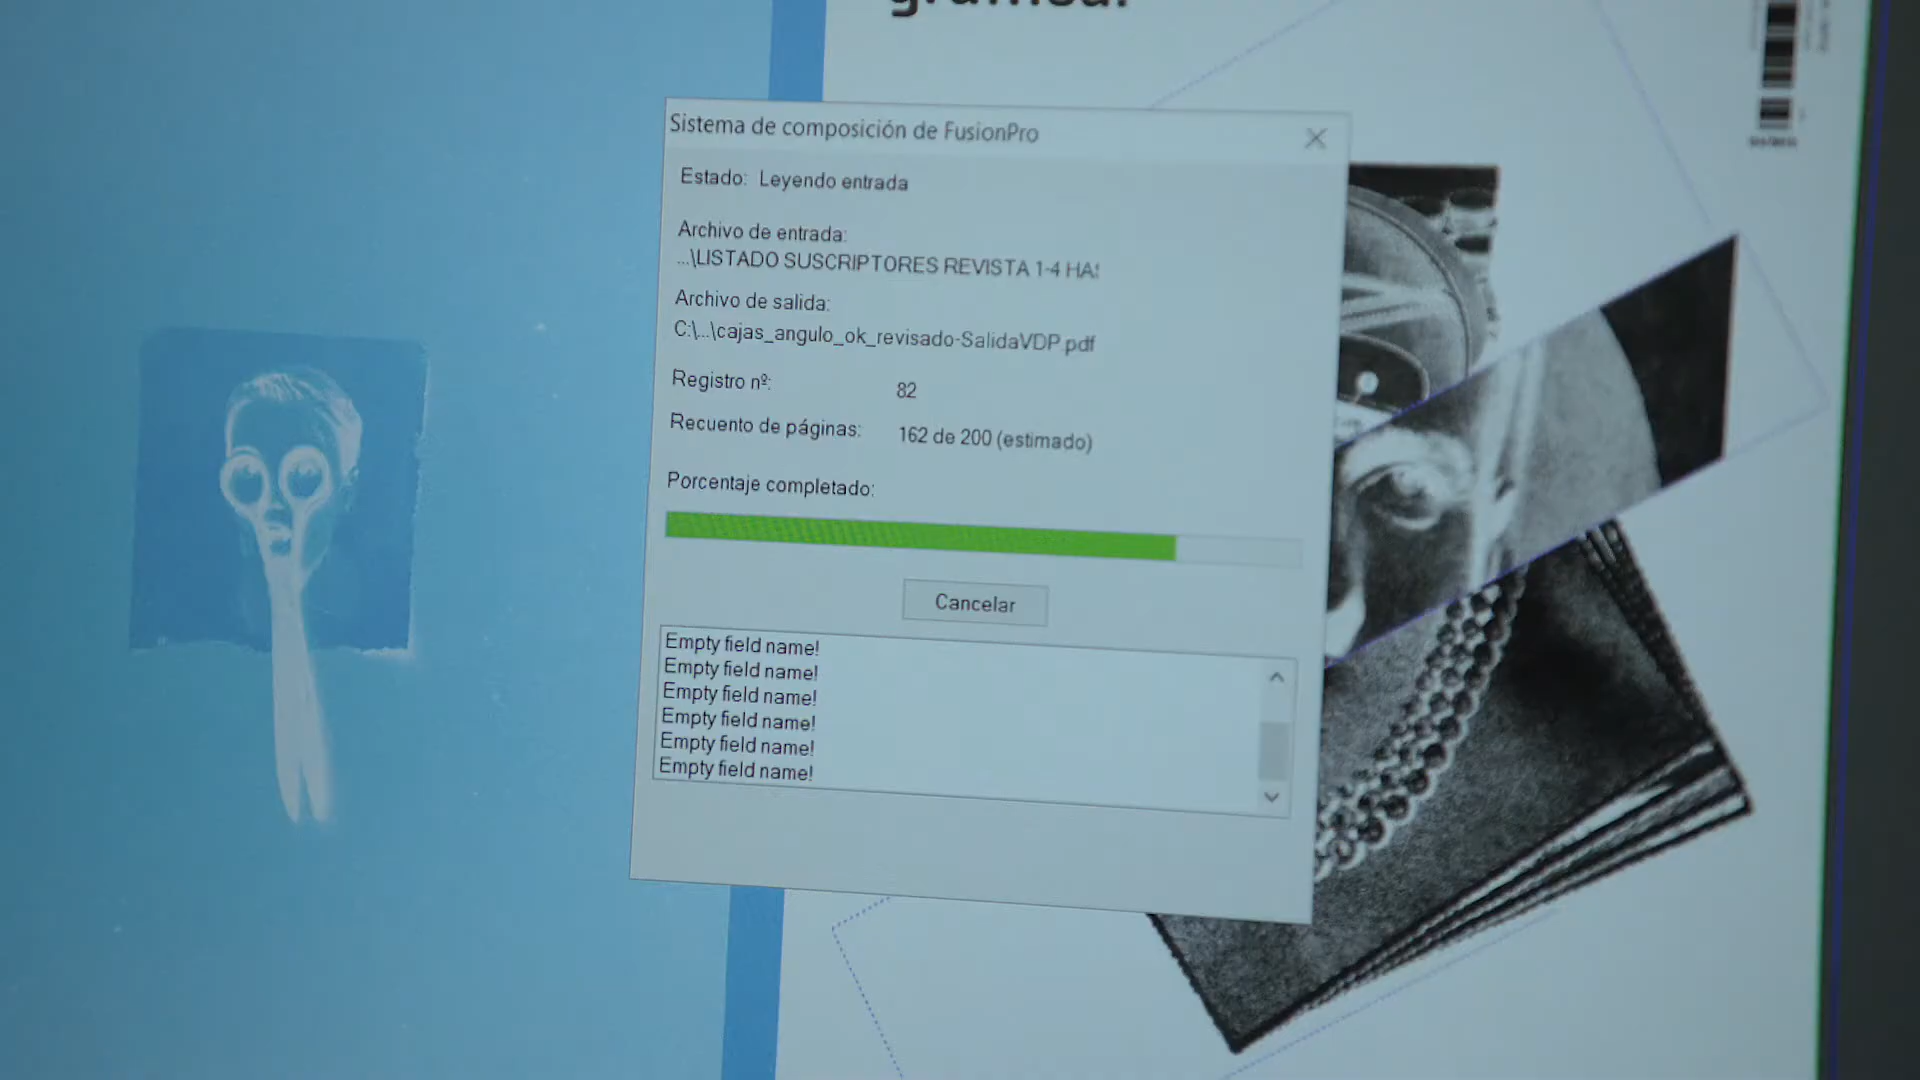 Sistema de composición de FusionPro
Estado: Leyendo entrada
Archivo de entrada:
...\LISTADO SUSCRIPTORES REVISTA 1-4 HA
Archivo de salida:
C:\...\cajas_angulo_ok_revisado-SalidaVDP.pdf
Registro nº: 82
Recuento de páginas: 162 de 200 (estimado)
Porcentaje completado:
Cancelar
Empty field name!
Empty field name!
Empty field name!
Empty field name!
Empty field name!
Empty field name!